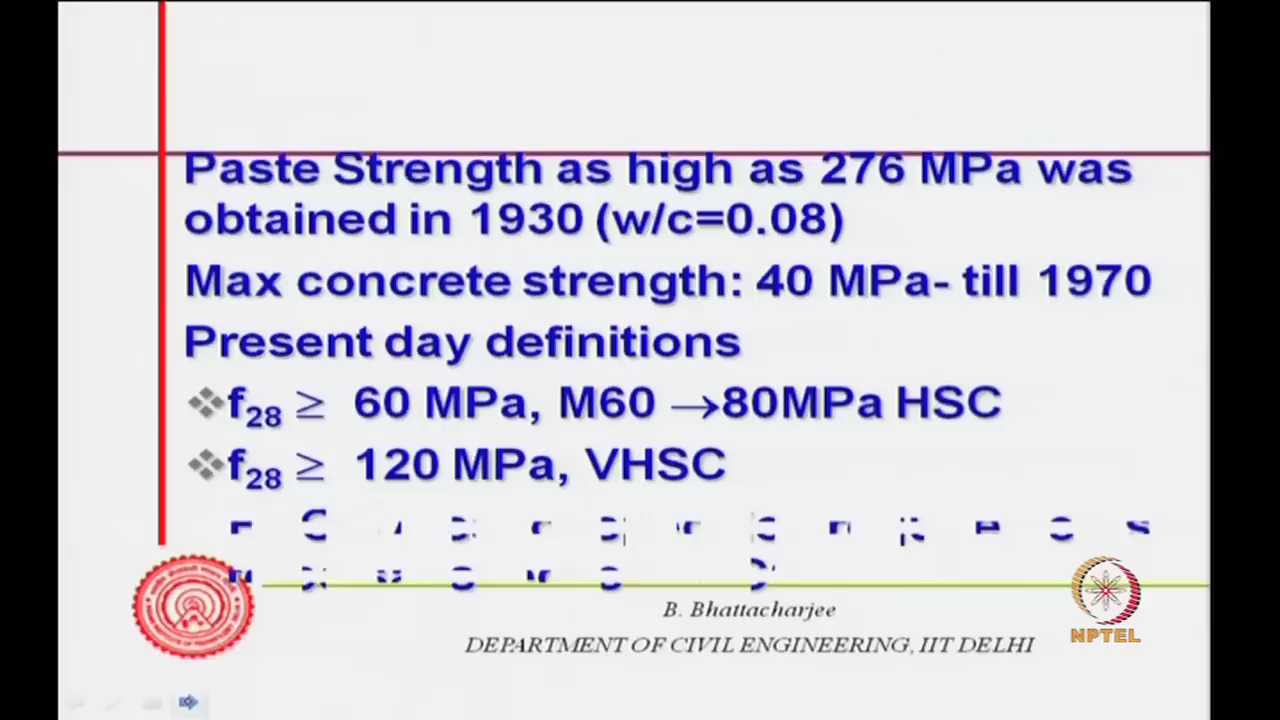 Paste Strength as high as 276 MPa was
obtained in 1930 (w/c=0.08)
Max concrete strength: 40 MPa- till 1970
Present day definitions
❖f28 ≥ 60 MPa, M60 →80MPa HSC
❖f28 ≥ 120 MPa, VHSC
B. Bhattacharjee
DEPARTMENT OF CIVIL ENGINEERING, IIT DELHI
NPTEL